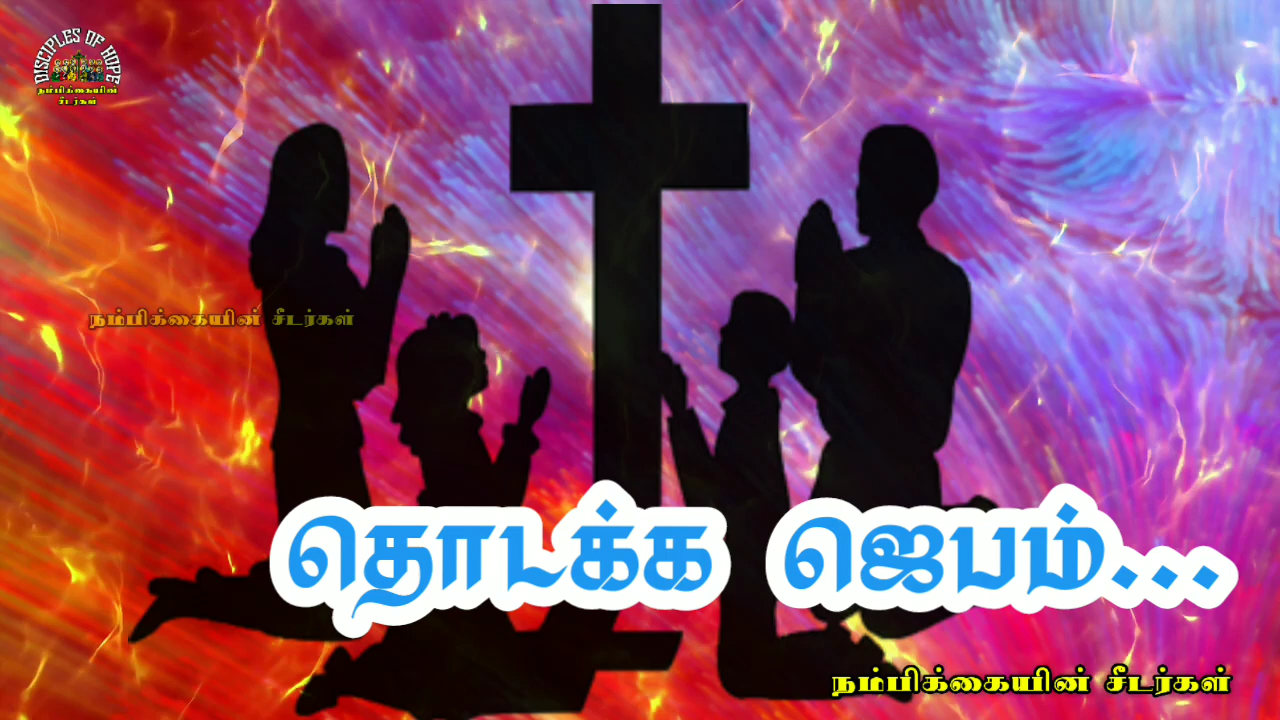 DISCIPLES OF HOPE
நம்பிக்கையின்
சீடர்கள்
நம்பிக்கையின் சீடர்கள்
தொடக்க ஜெபம்...
நம்பிக்கையின் சீடர்கள்